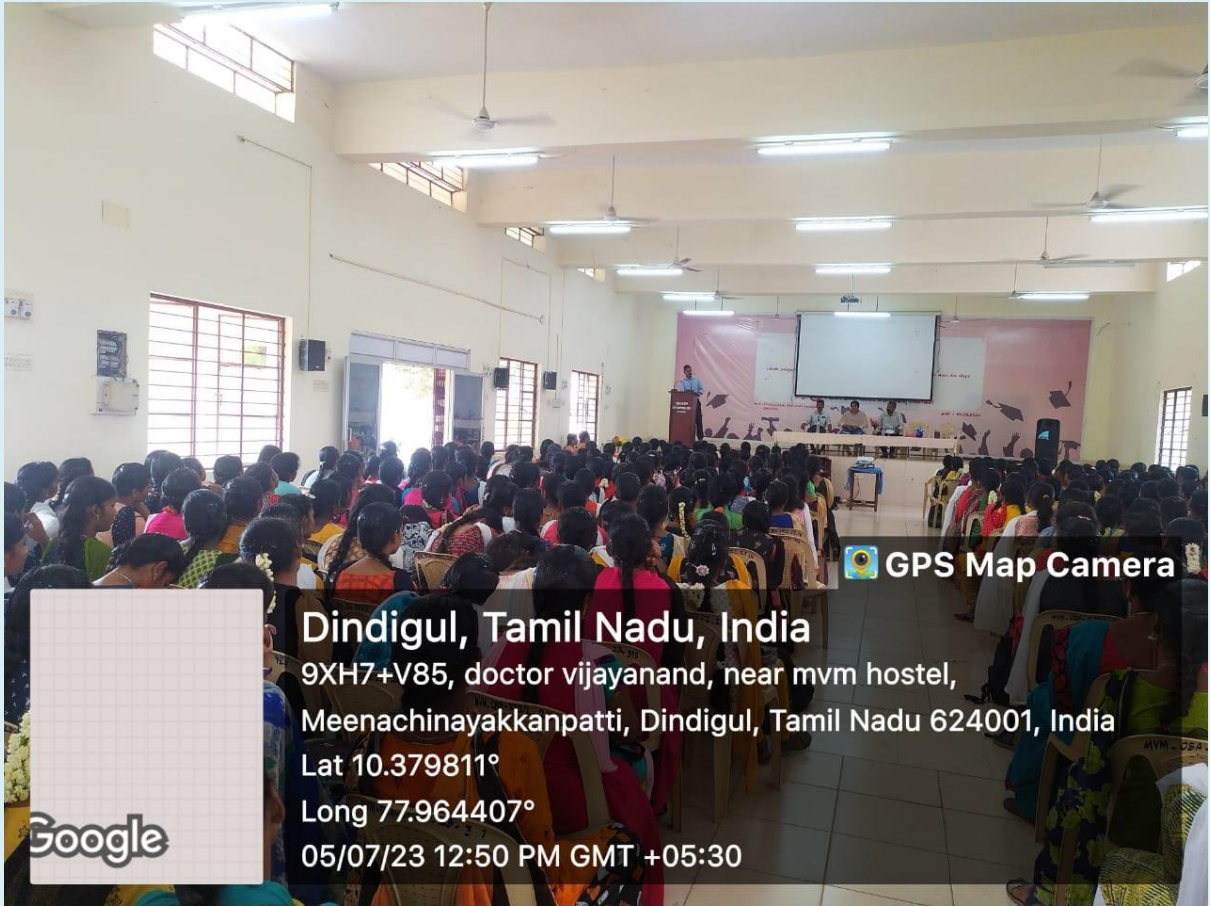 GPS Map Camera
Dindigul, Tamil Nadu, India
9XH7+V85, doctor vijayanand, near mvm hostel,
Meenachinayakkanpatti, Dindigul, Tamil Nadu 624001, India
Lat 10.379811°
Long 77.964407°
05/07/23 12:50 PM GMT +05:30
Google